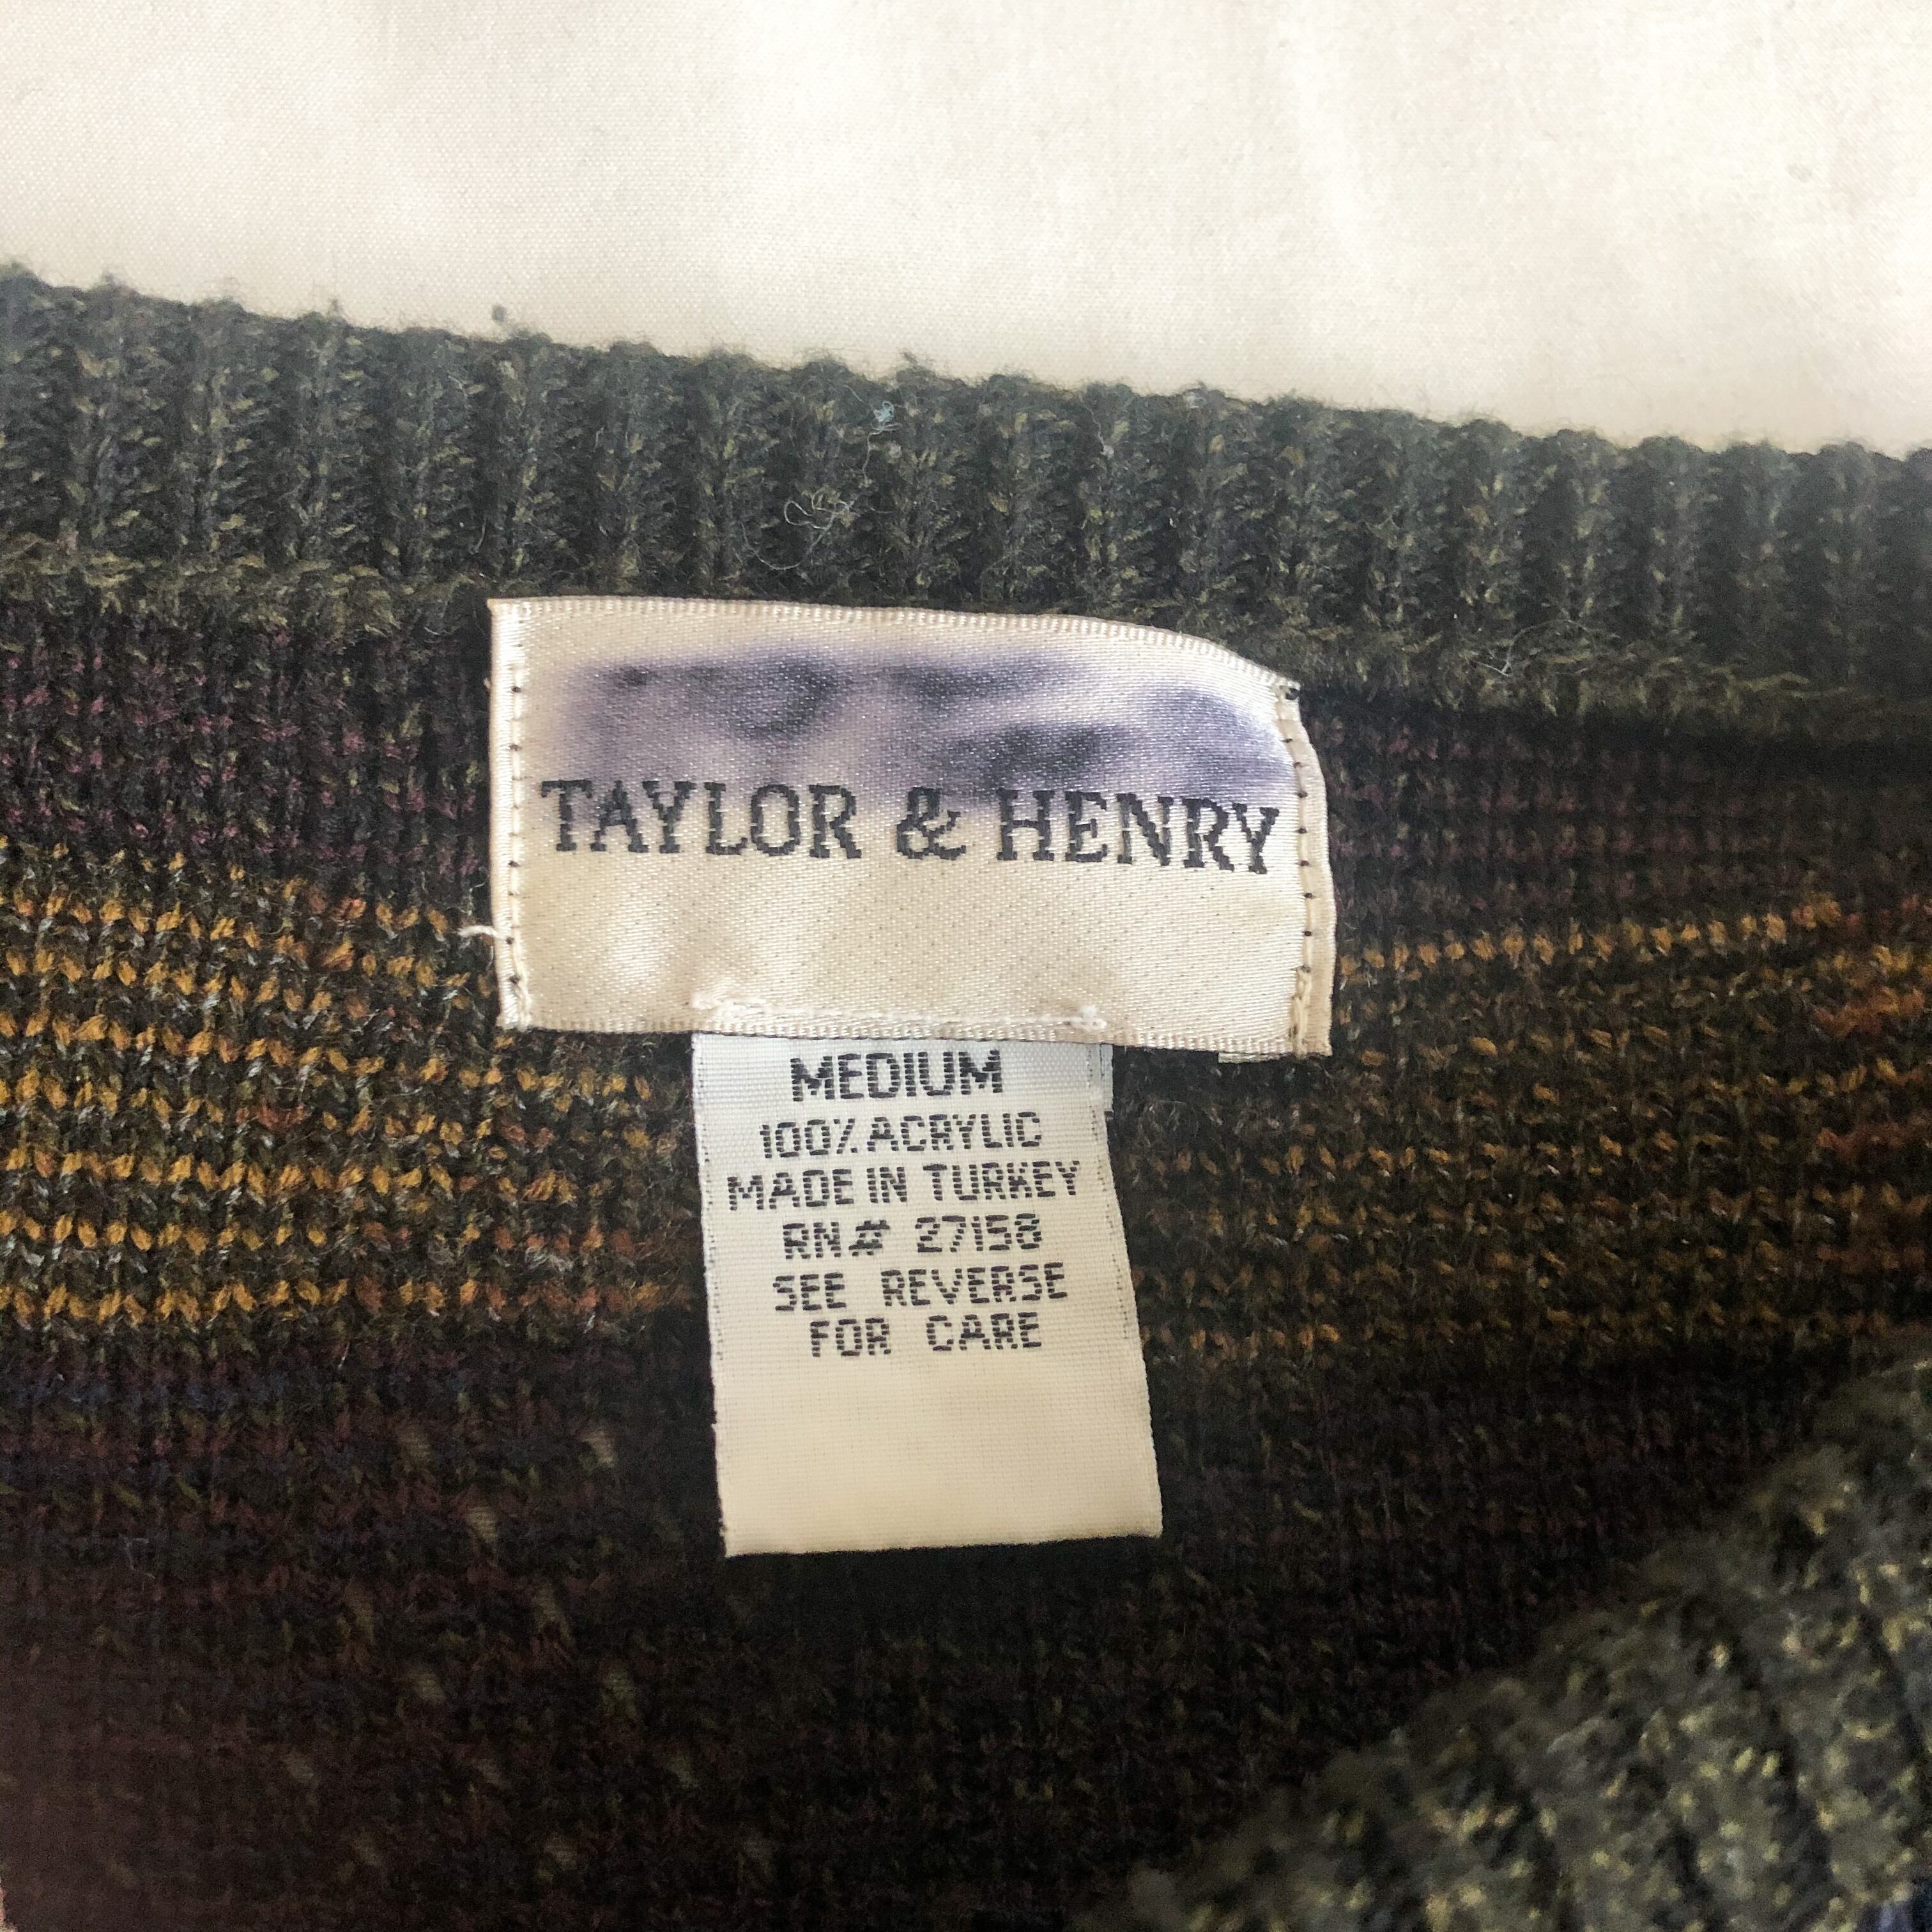 TAYLOR & HENRY
MEDIUM
100% ACRYLIC
MADE IN TURKEY
RN# 27158
SEE REVERSE
FOR CARE